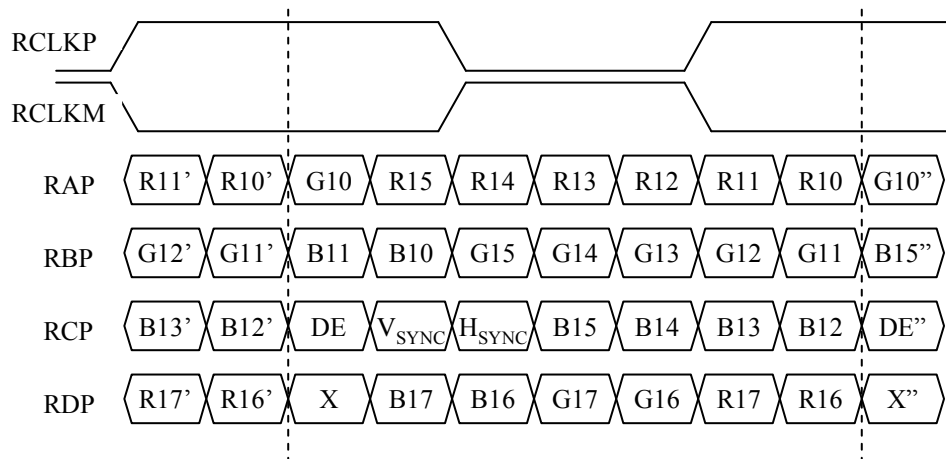 RCLKP
RCLKM
RAP R11’ R10’ G10 R15 R14 R13 R12 R11 R10 G10”
RBP G12’ G11’ B11 B10 G15 G14 G13 G12 G11 B15”
RCP B13’ B12’ DE VSYNC HSYNC B15 B14 B13 B12 DE”
RDP R17’ R16’ X B17 B16 G17 G16 R17 R16 X”